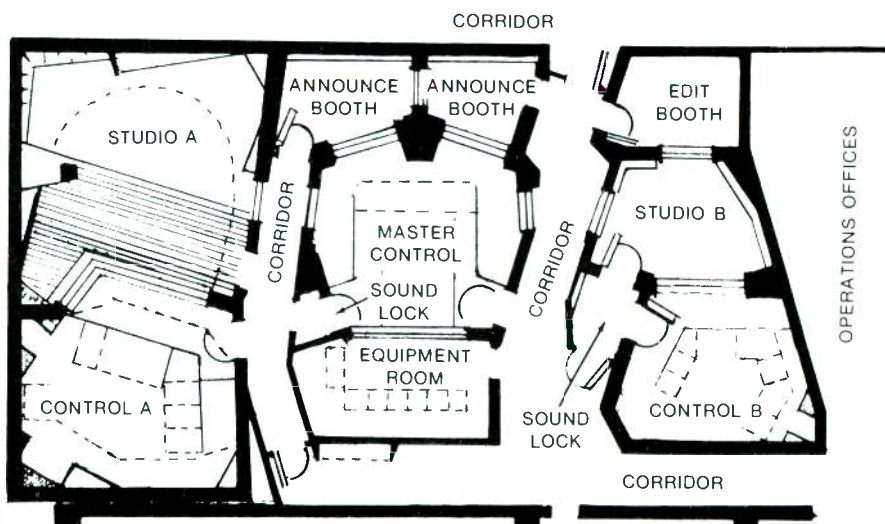 CORRIDOR
ANNOUNCE
BOOTH
ANNOUNCE
BOOTH
EDIT
BOOTH
STUDIO A
OPERATIONS OFFICES
CORRIDOR
STUDIO B
MASTER
CONTROL
CORRIDOR
SOUND
LOCK
EQUIPMENT
ROOM
CONTROL A
CONTROL B
SOUND
LOCK
CORRIDOR